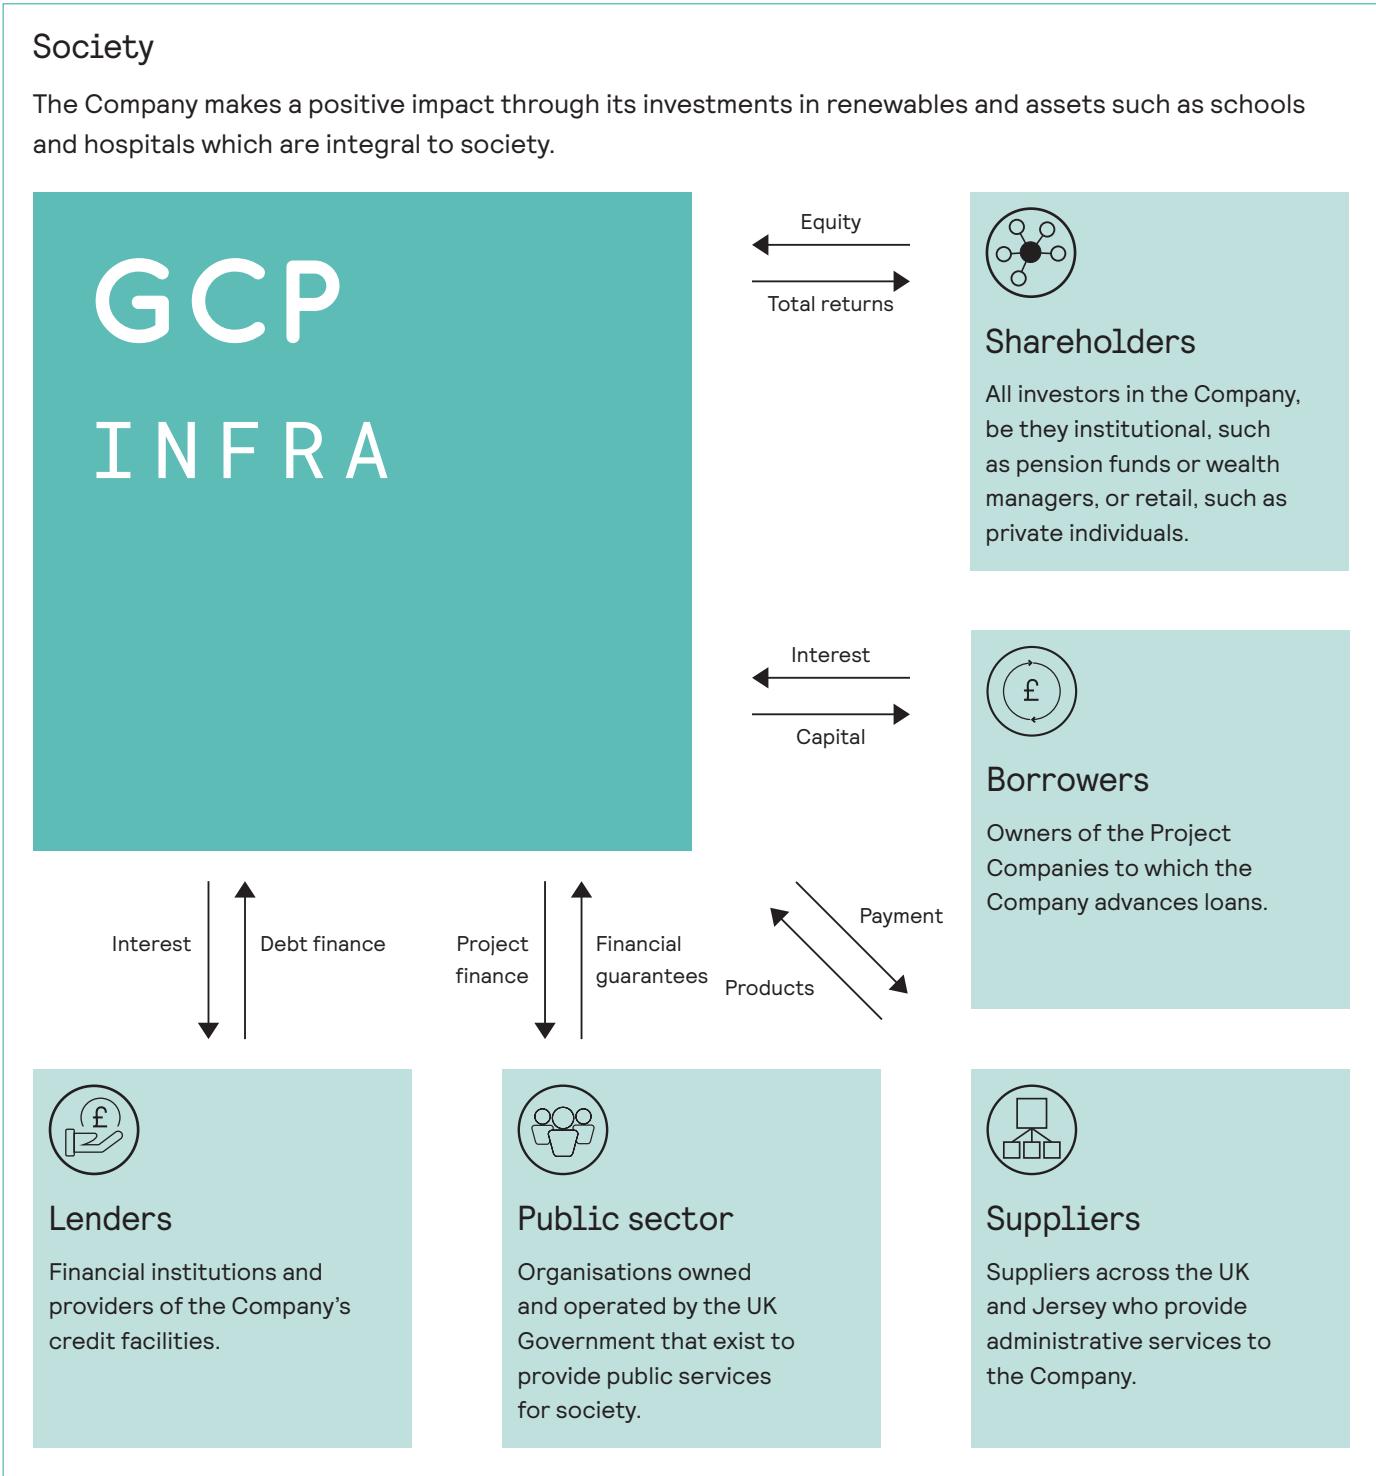 Society
The Company makes a positive impact through its investments in renewables and assets such as schools
and hospitals which are integral to society.
GCP
INFRA
Equity
Total returns
Shareholders
All investors in the Company,
be they institutional, such
as pension funds or wealth
managers, or retail, such as
private individuals.
Interest
Capital
£
Borrowers
Owners of the Project
Companies to which the
Company advances loans.
Interest
Debt finance
Project
finance
Financial
guarantees
Products
Payment
£
Lenders
Financial institutions and
providers of the Company's
credit facilities.
Public sector
Organisations owned
and operated by the UK
Government that exist to
provide public services
for society.
Suppliers
Suppliers across the UK
and Jersey who provide
administrative services to
the Company.